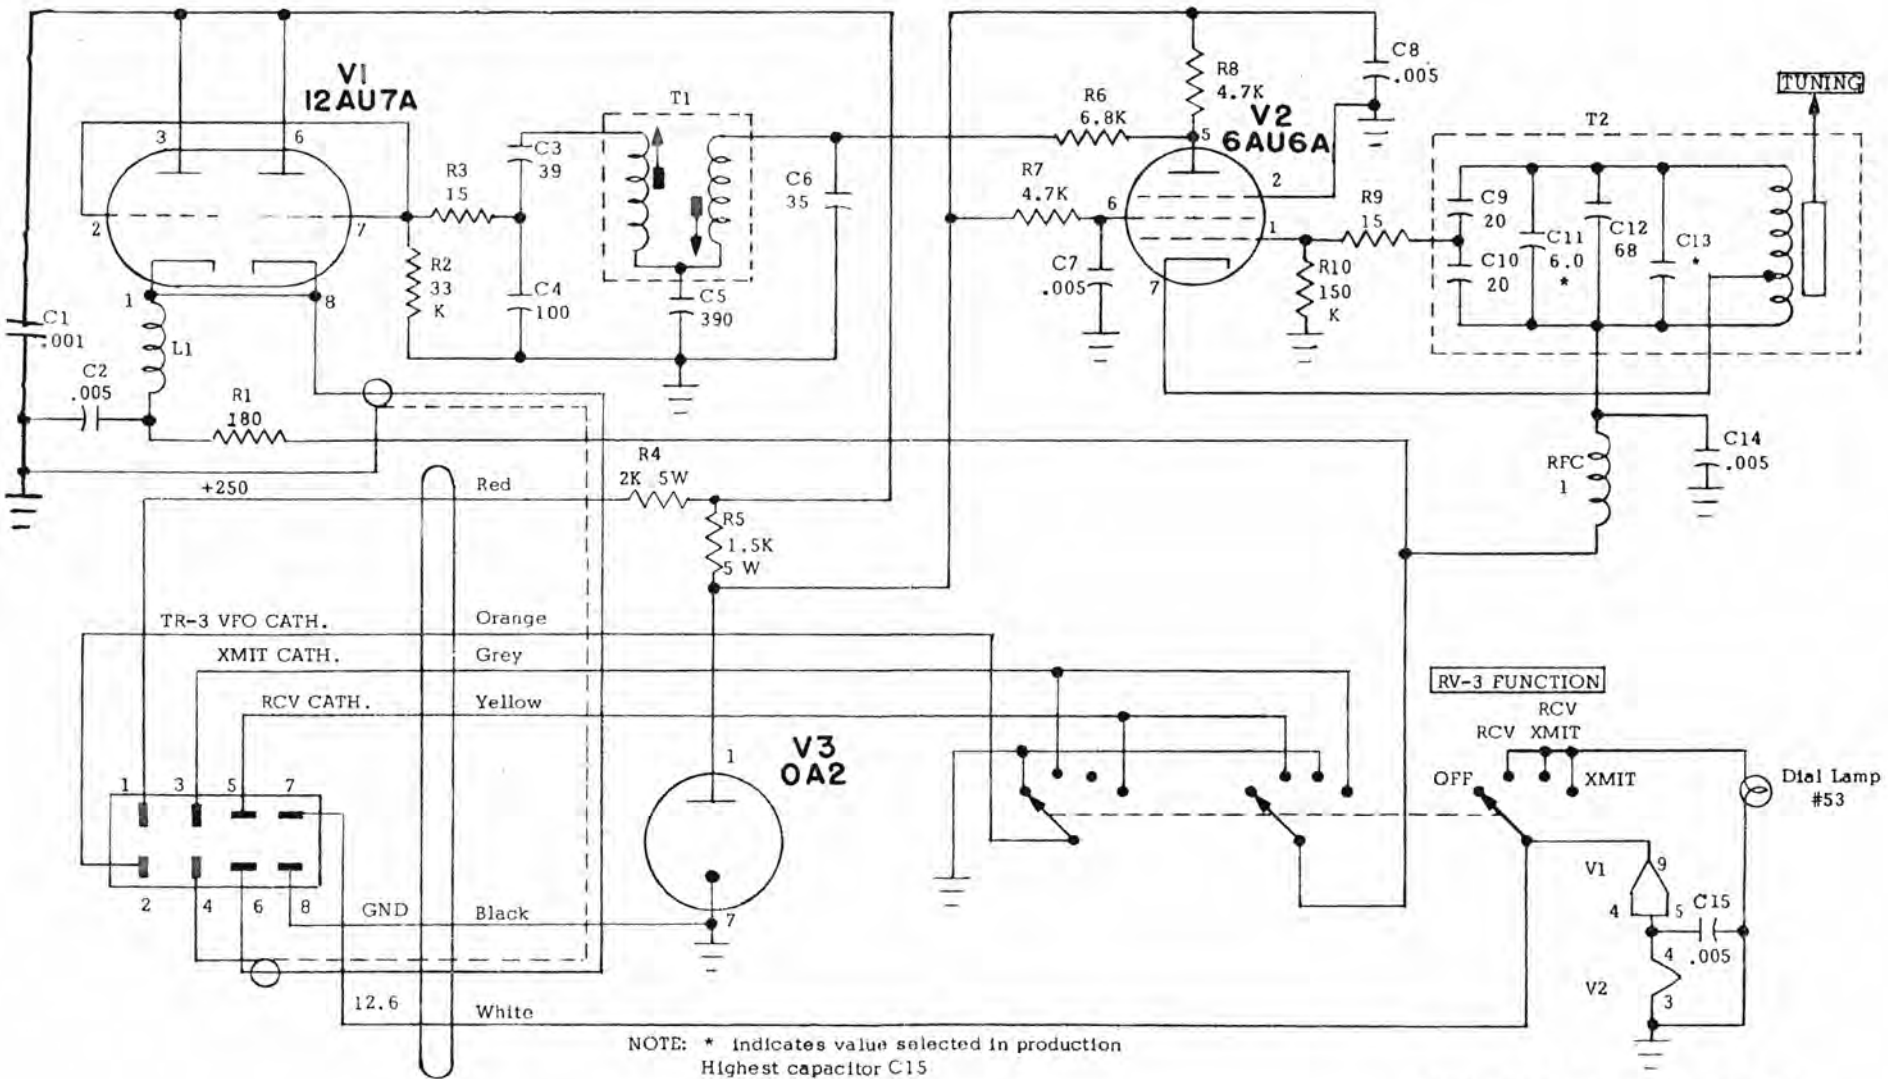 V1
12AU7A
3
6
2
7
1
8
C1
.001
C2
.005
L1
R1
180
R2
33
K
R3
15
C3
39
C4
100
T1
C5
390
C6
35
R6
6.8K
R7
4.7K
C7
.005
R8
4.7K
V2
6AU6A
5
2
6
1
7
C8
.005
R9
15
R10
150
K
T2
TUNING
C9
20
C10
20
C11
6.0
*
C12
68
C13
*
RFC
1
C14
.005
+250
Red
R4
2K 5W
R5
1.5K
5 W
TR-3 VFO CATH.
Orange
XMIT CATH.
Grey
RCV CATH.
Yellow
1
3
5
7
2
4
6
8
GND
Black
12.6
White
V3
OA2
1
7
RV-3 FUNCTION
RCV
RCV XMIT
OFF
XMIT
Dial Lamp
#53
V1
9
4
5
C15
.005
V2
4
3
NOTE: * indicates value selected in production
Highest capacitor C15